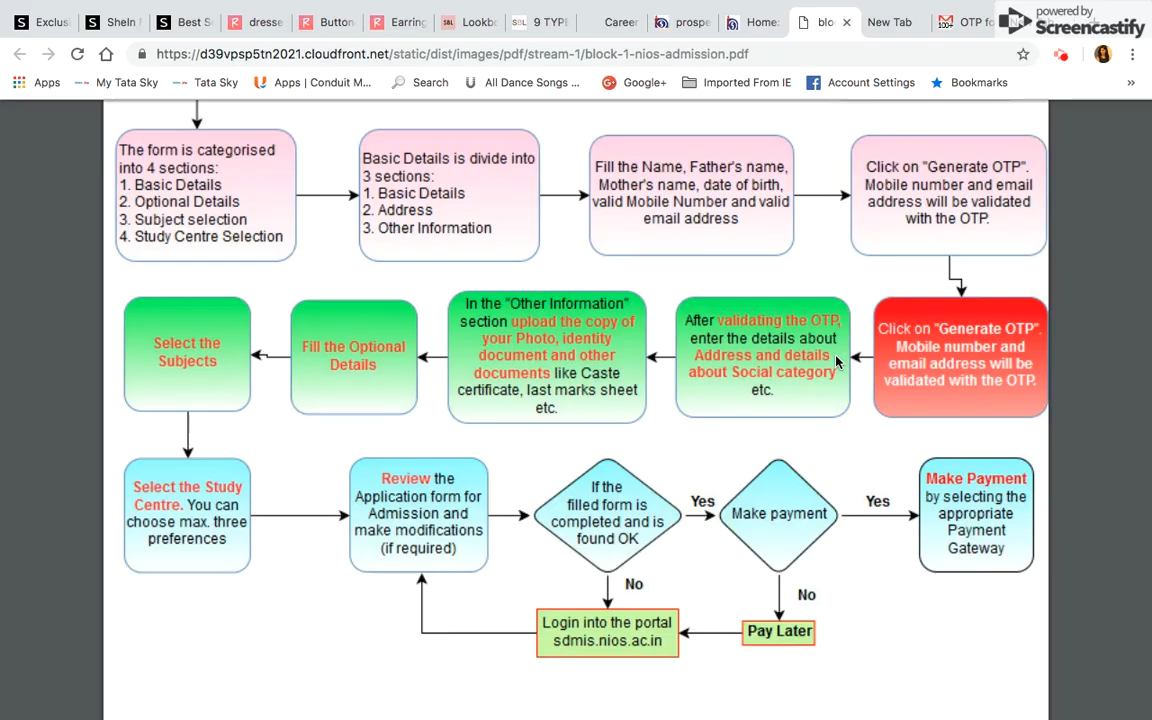 Exclus
SheIn M
Best Se
dresse
Button
Earring
SBL
Lookbo
SBL
9 TYPE
Career
prospe
Home:
blo
New Tab
100+
OTP fo
powered by
Screencastify
https://d39vpsp5tn2021.cloudfront.net/static/dist/images/pdf/stream-1/block-1-nios-admission.pdf
Apps
My Tata Sky
Tata Sky
Apps | Conduit M...
Search
All Dance Songs ...
Google+
Imported From IE
Account Settings
Bookmarks
»
The form is categorised
into 4 sections:
1. Basic Details
2. Optional Details
3. Subject selection
4. Study Centre Selection
Basic Details is divide into
3 sections:
1. Basic Details
2. Address
3. Other Information
Fill the Name, Father's name,
Mother's name, date of birth,
valid Mobile Number and valid
email address
Click on "Generate OTP".
Mobile number and email
address will be validated
with the OTP.
Select the
Subjects
Fill the Optional
Details
In the "Other Information"
section upload the copy of
your Photo, identity
document and other
documents like Caste
certificate, last marks sheet
etc.
After validating the OTP,
enter the details about
Address and details
about Social category
etc.
Click on "Generate OTP".
Mobile number and
email address will be
validated with the OTP.
Select the Study
Centre. You can
choose max. three
preferences
Review the
Application form for
Admission and
make modifications
(if required)
If the
filled form is
completed and is
found OK
Yes
Make payment
Yes
Make Payment
by selecting the
appropriate
Payment
Gateway
No
No
Login into the portal
sdmis.nios.ac.in
Pay Later